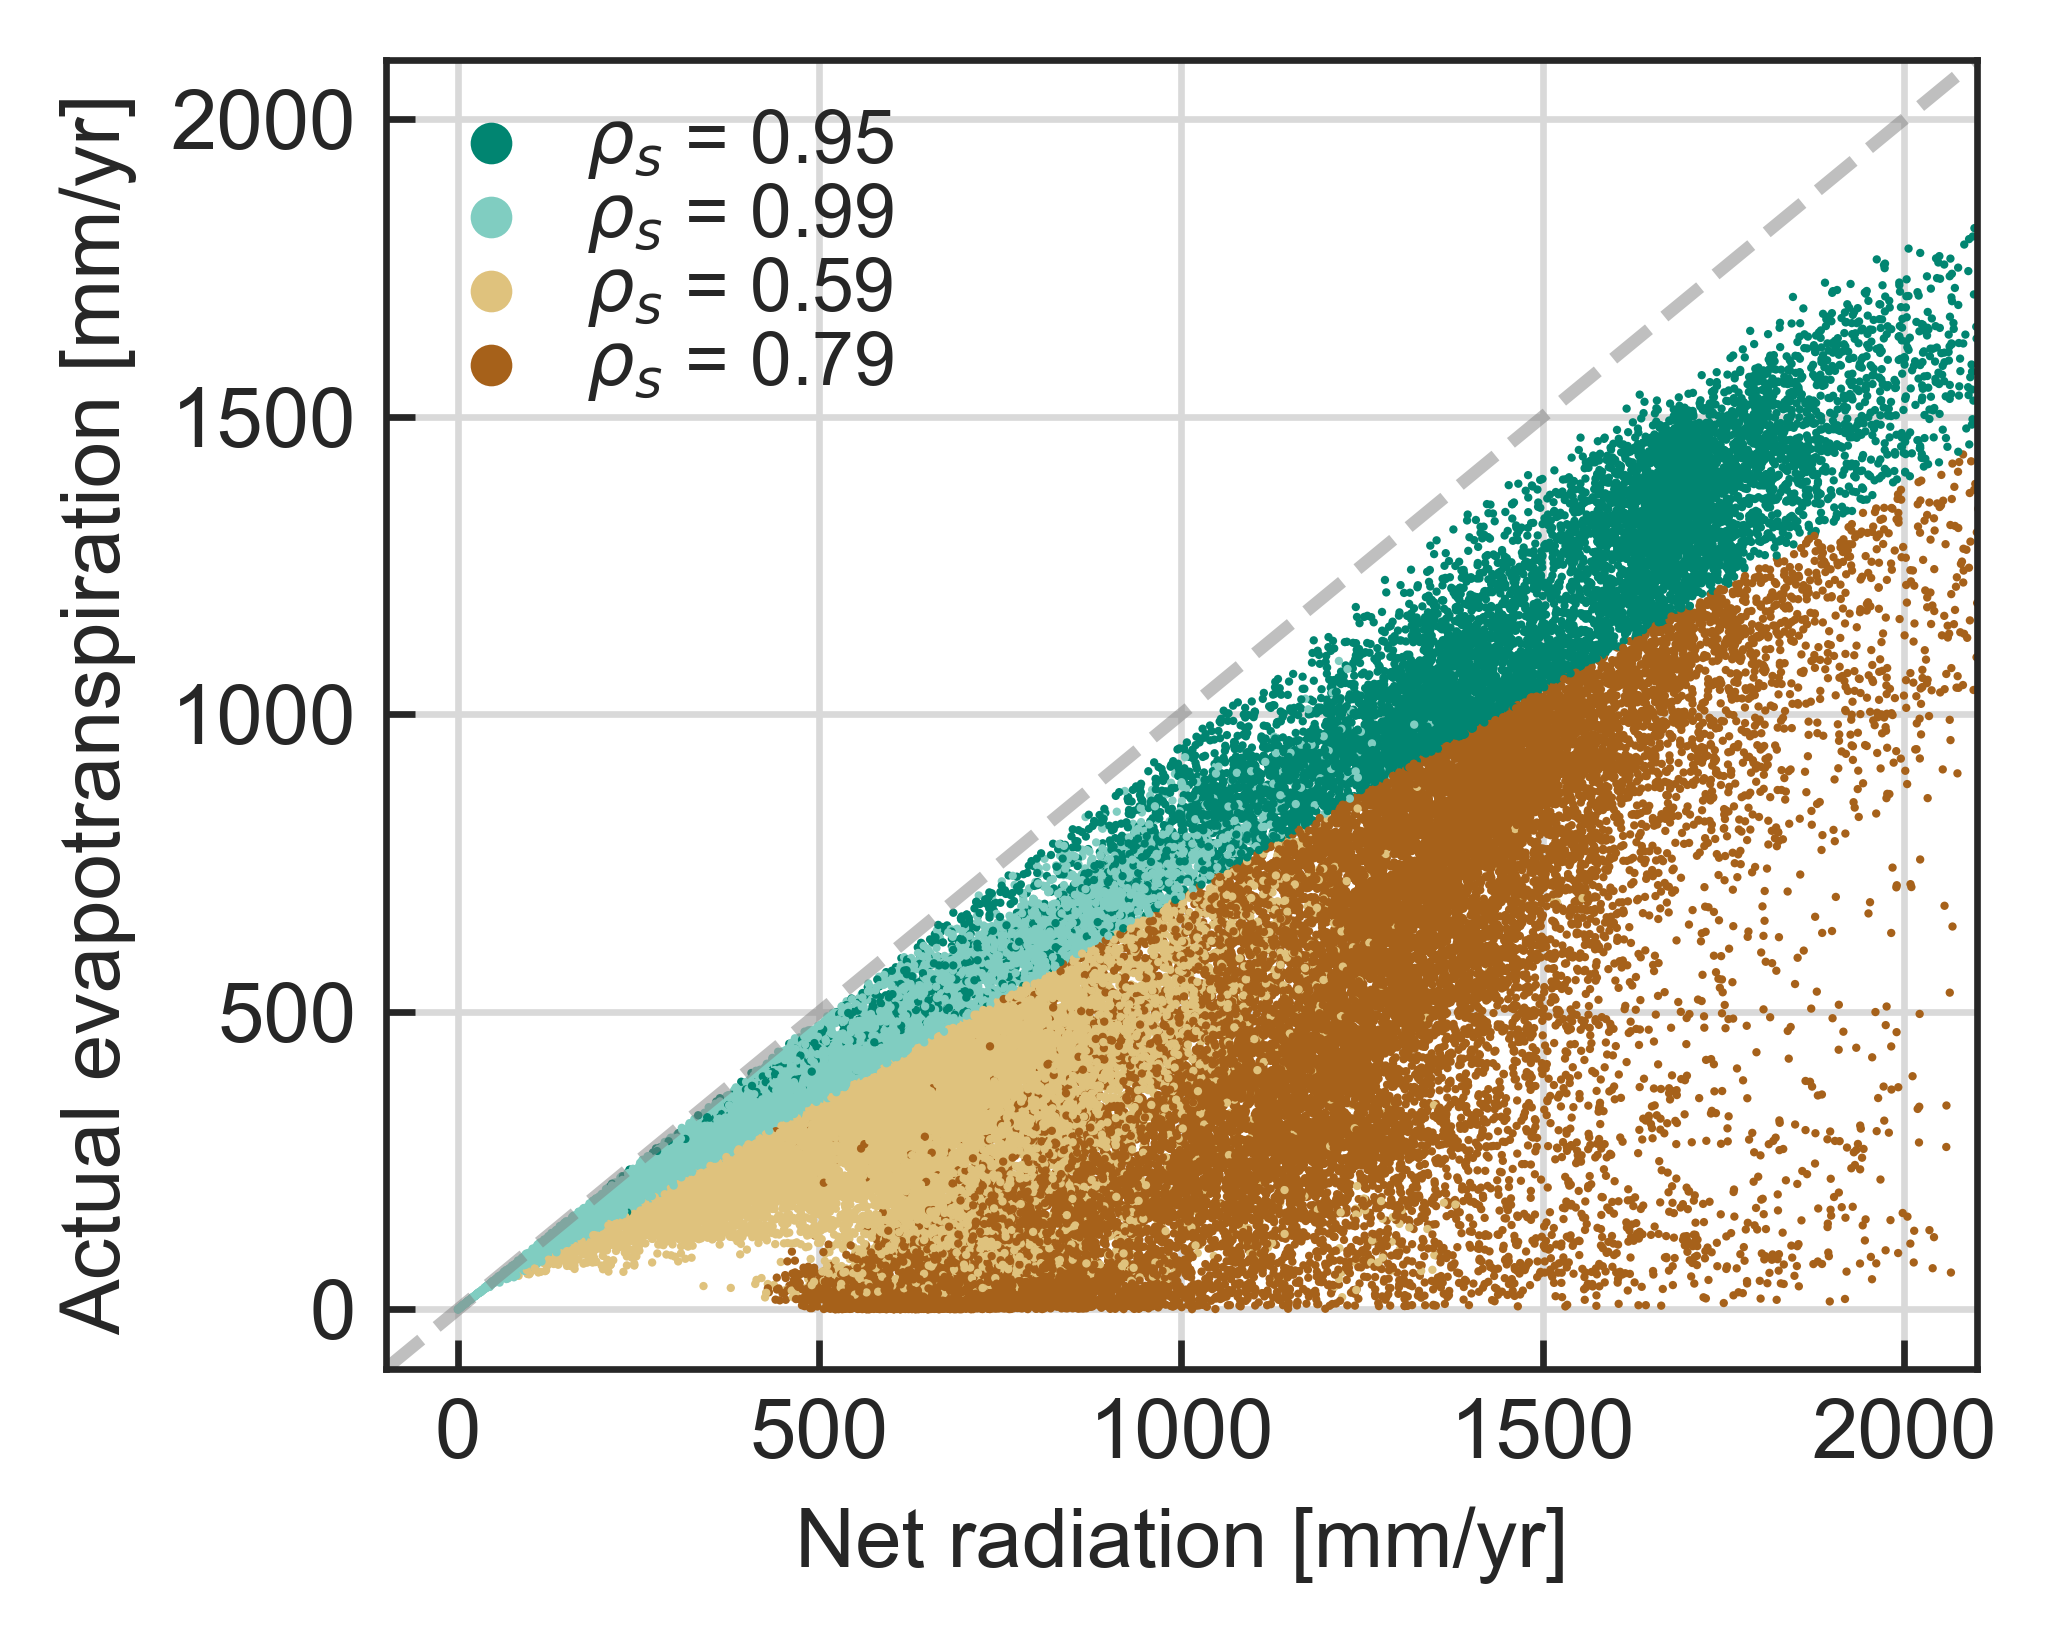 Actual evapotranspiration [mm/yr]
2000
1500
1000
500
0
ρs = 0.95
ρs = 0.99
ρs = 0.59
ρs = 0.79
0 500 1000 1500 2000
Net radiation [mm/yr]